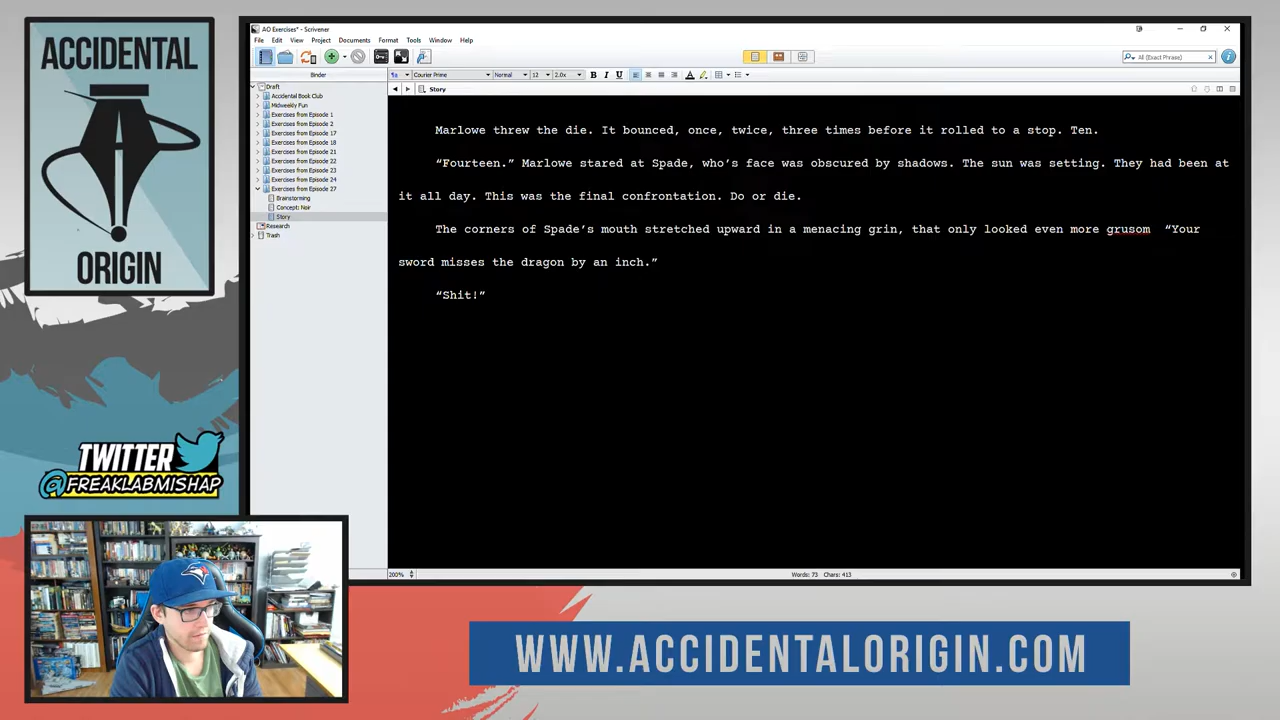 ACCIDENTAL
ORIGIN
TWITTER
@FREAKLABMISHAP
AO Exercises* - Scrivener
File Edit View Project Documents Format Tools Window Help
All (Exact Phrase)
Binder
Courier Prime Normal 12 2.0x B I U A
Draft
Accidental Book Club
Midweekly Fun
Exercises from Episode 1
Exercises from Episode 2
Exercises from Episode 17
Exercises from Episode 18
Exercises from Episode 21
Exercises from Episode 22
Exercises from Episode 23
Exercises from Episode 24
Exercises from Episode 27
Brainstorming
Concept: Noir
Story
Research
Trash
Story
Marlowe threw the die. It bounced, once, twice, three times before it rolled to a stop. Ten.
“Fourteen.” Marlowe stared at Spade, who’s face was obscured by shadows. The sun was setting. They had been at
it all day. This was the final confrontation. Do or die.
The corners of Spade’s mouth stretched upward in a menacing grin, that only looked even more grusom “Your
sword misses the dragon by an inch.”
“Shit!”
200%
Words: 73 Chars: 413
WWW.ACCIDENTALORIGIN.COM